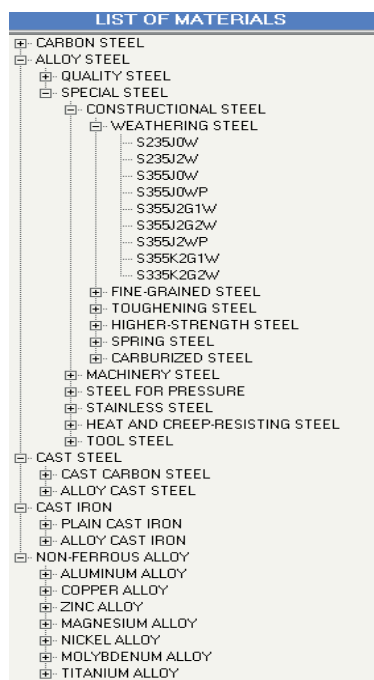 LIST OF MATERIALS
CARBON STEEL
ALLOY STEEL
QUALITY STEEL
SPECIAL STEEL
CONSTRUCTIONAL STEEL
WEATHERING STEEL
S235J0W
S235J2W
S355J0W
S355J0WP
S355J2G1W
S355J2G2W
S355J2WP
S355K2G1W
S335K2G2W
FINE-GRAINED STEEL
TOUGHENING STEEL
HIGHER-STRENGTH STEEL
SPRING STEEL
CARBURIZED STEEL
MACHINERY STEEL
STEEL FOR PRESSURE
STAINLESS STEEL
HEAT AND CREEP-RESISTING STEEL
TOOL STEEL
CAST STEEL
CAST CARBON STEEL
ALLOY CAST STEEL
CAST IRON
PLAIN CAST IRON
ALLOY CAST IRON
NON-FERROUS ALLOY
ALUMINUM ALLOY
COPPER ALLOY
ZINC ALLOY
MAGNESIUM ALLOY
NICKEL ALLOY
MOLYBDENUM ALLOY
TITANIUM ALLOY